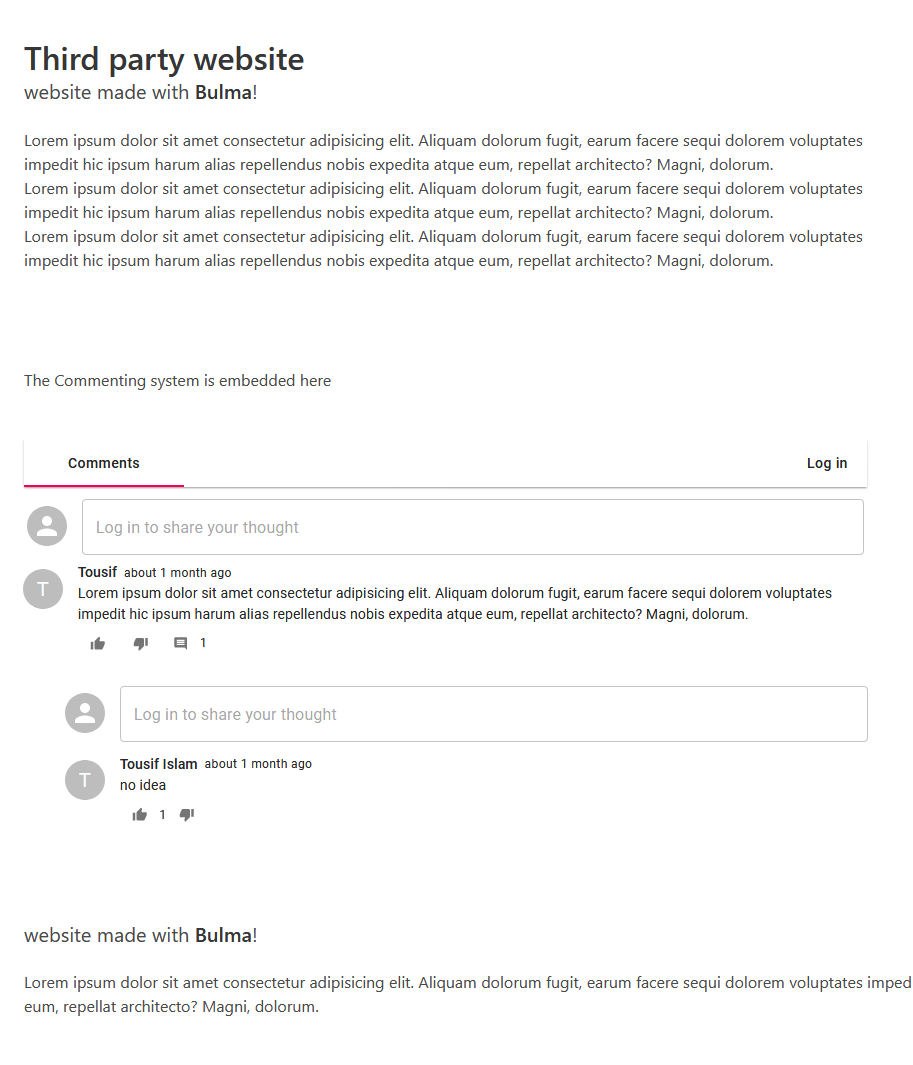 Third party website
website made with Bulma!
Lorem ipsum dolor sit amet consectetur adipisicing elit. Aliquam dolorum fugit, earum facere sequi dolorem voluptates
impedit hic ipsum harum alias repellendus nobis expedita atque eum, repellat architecto? Magni, dolorum.
Lorem ipsum dolor sit amet consectetur adipisicing elit. Aliquam dolorum fugit, earum facere sequi dolorem voluptates
impedit hic ipsum harum alias repellendus nobis expedita atque eum, repellat architecto? Magni, dolorum.
Lorem ipsum dolor sit amet consectetur adipisicing elit. Aliquam dolorum fugit, earum facere sequi dolorem voluptates
impedit hic ipsum harum alias repellendus nobis expedita atque eum, repellat architecto? Magni, dolorum.
The Commenting system is embedded here
Comments Log in
Log in to share your thought
T Tousif about 1 month ago
Lorem ipsum dolor sit amet consectetur adipisicing elit. Aliquam dolorum fugit, earum facere sequi dolorem voluptates
impedit hic ipsum harum alias repellendus nobis expedita atque eum, repellat architecto? Magni, dolorum.
1
Log in to share your thought
T Tousif Islam about 1 month ago
no idea
1
website made with Bulma!
Lorem ipsum dolor sit amet consectetur adipisicing elit. Aliquam dolorum fugit, earum facere sequi dolorem voluptates imped
eum, repellat architecto? Magni, dolorum.